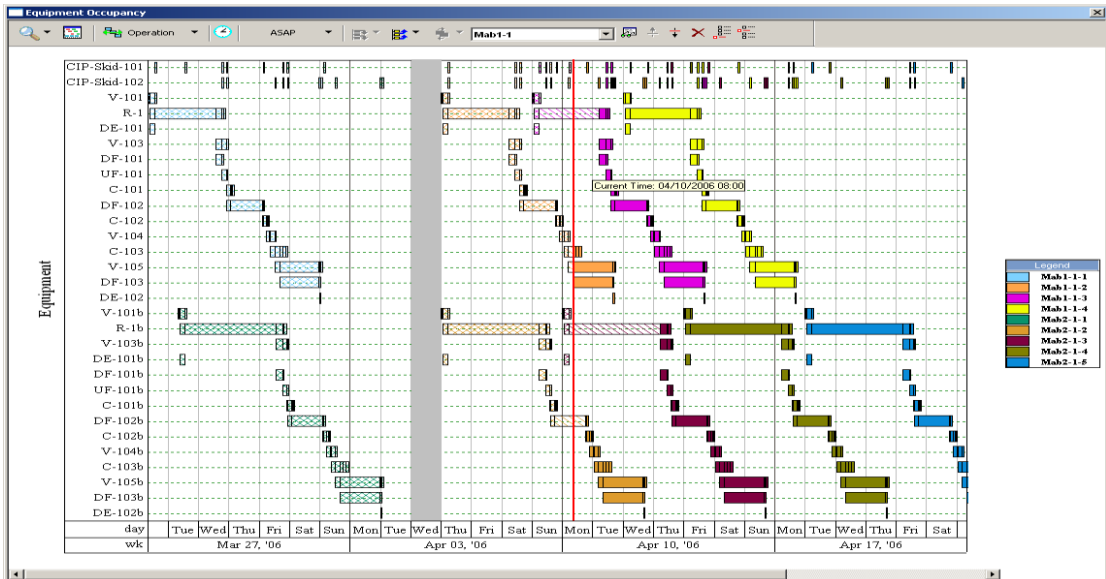 Equipment Occupancy
Operation
ASAP
Mab1-1
CIP-Skid-101
CIP-Skid-102
V-101
R-1
DE-101
V-103
DF-101
UF-101
C-101
Current Time: 04/10/2006 08:00
DF-102
C-102
V-104
C-103
V-105
DF-103
DE-102
V-101b
R-1b
V-103b
DE-101b
DF-101b
UF-101b
C-101b
DF-102b
C-102b
V-104b
C-103b
V-105b
DF-103b
DE-102b
Equipment
Legend
Mab1-1-1
Mab1-1-2
Mab1-1-3
Mab1-1-4
Mab2-1-1
Mab2-1-2
Mab2-1-3
Mab2-1-4
Mab2-1-5
day Tue Wed Thu Fri Sat Sun Mon Tue Wed Thu Fri Sat Sun Mon Tue Wed Thu Fri Sat Sun Mon Tue Wed Thu Fri Sat
wk Mar 27, '06 Apr 03, '06 Apr 10, '06 Apr 17, '06